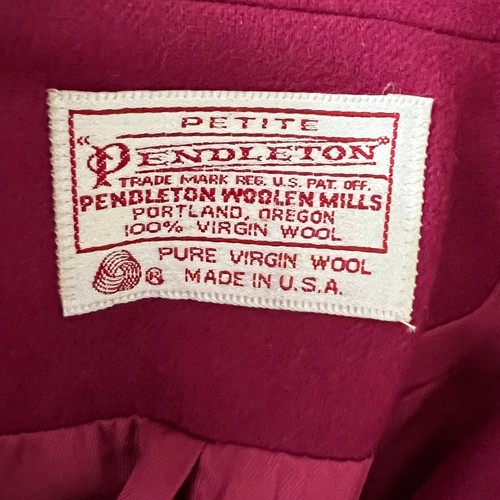 PETITE
"PENDLETON"
TRADE MARK REG. U.S. PAT. OFF.
PENDLETON WOOLEN MILLS
PORTLAND, OREGON
100% VIRGIN WOOL
PURE VIRGIN WOOL
® MADE IN U.S.A.